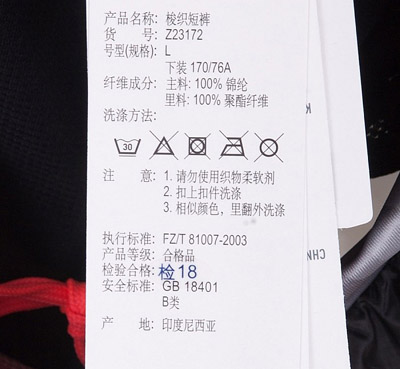 产品名称: 梭织短裤
货 号: Z23172
号型(规格): L
下装 170/76A
纤维成分: 主料: 100% 锦纶
里料: 100% 聚酯纤维
洗涤方法:
30
注 意: 1. 请勿使用织物柔软剂
2. 扣上扣件洗涤
3. 相似颜色，里翻外洗涤
执行标准: FZ/T 81007-2003
产品等级: 合格品
检验合格: 检18
安全标准: GB 18401
B类
产 地: 印度尼西亚
CHN